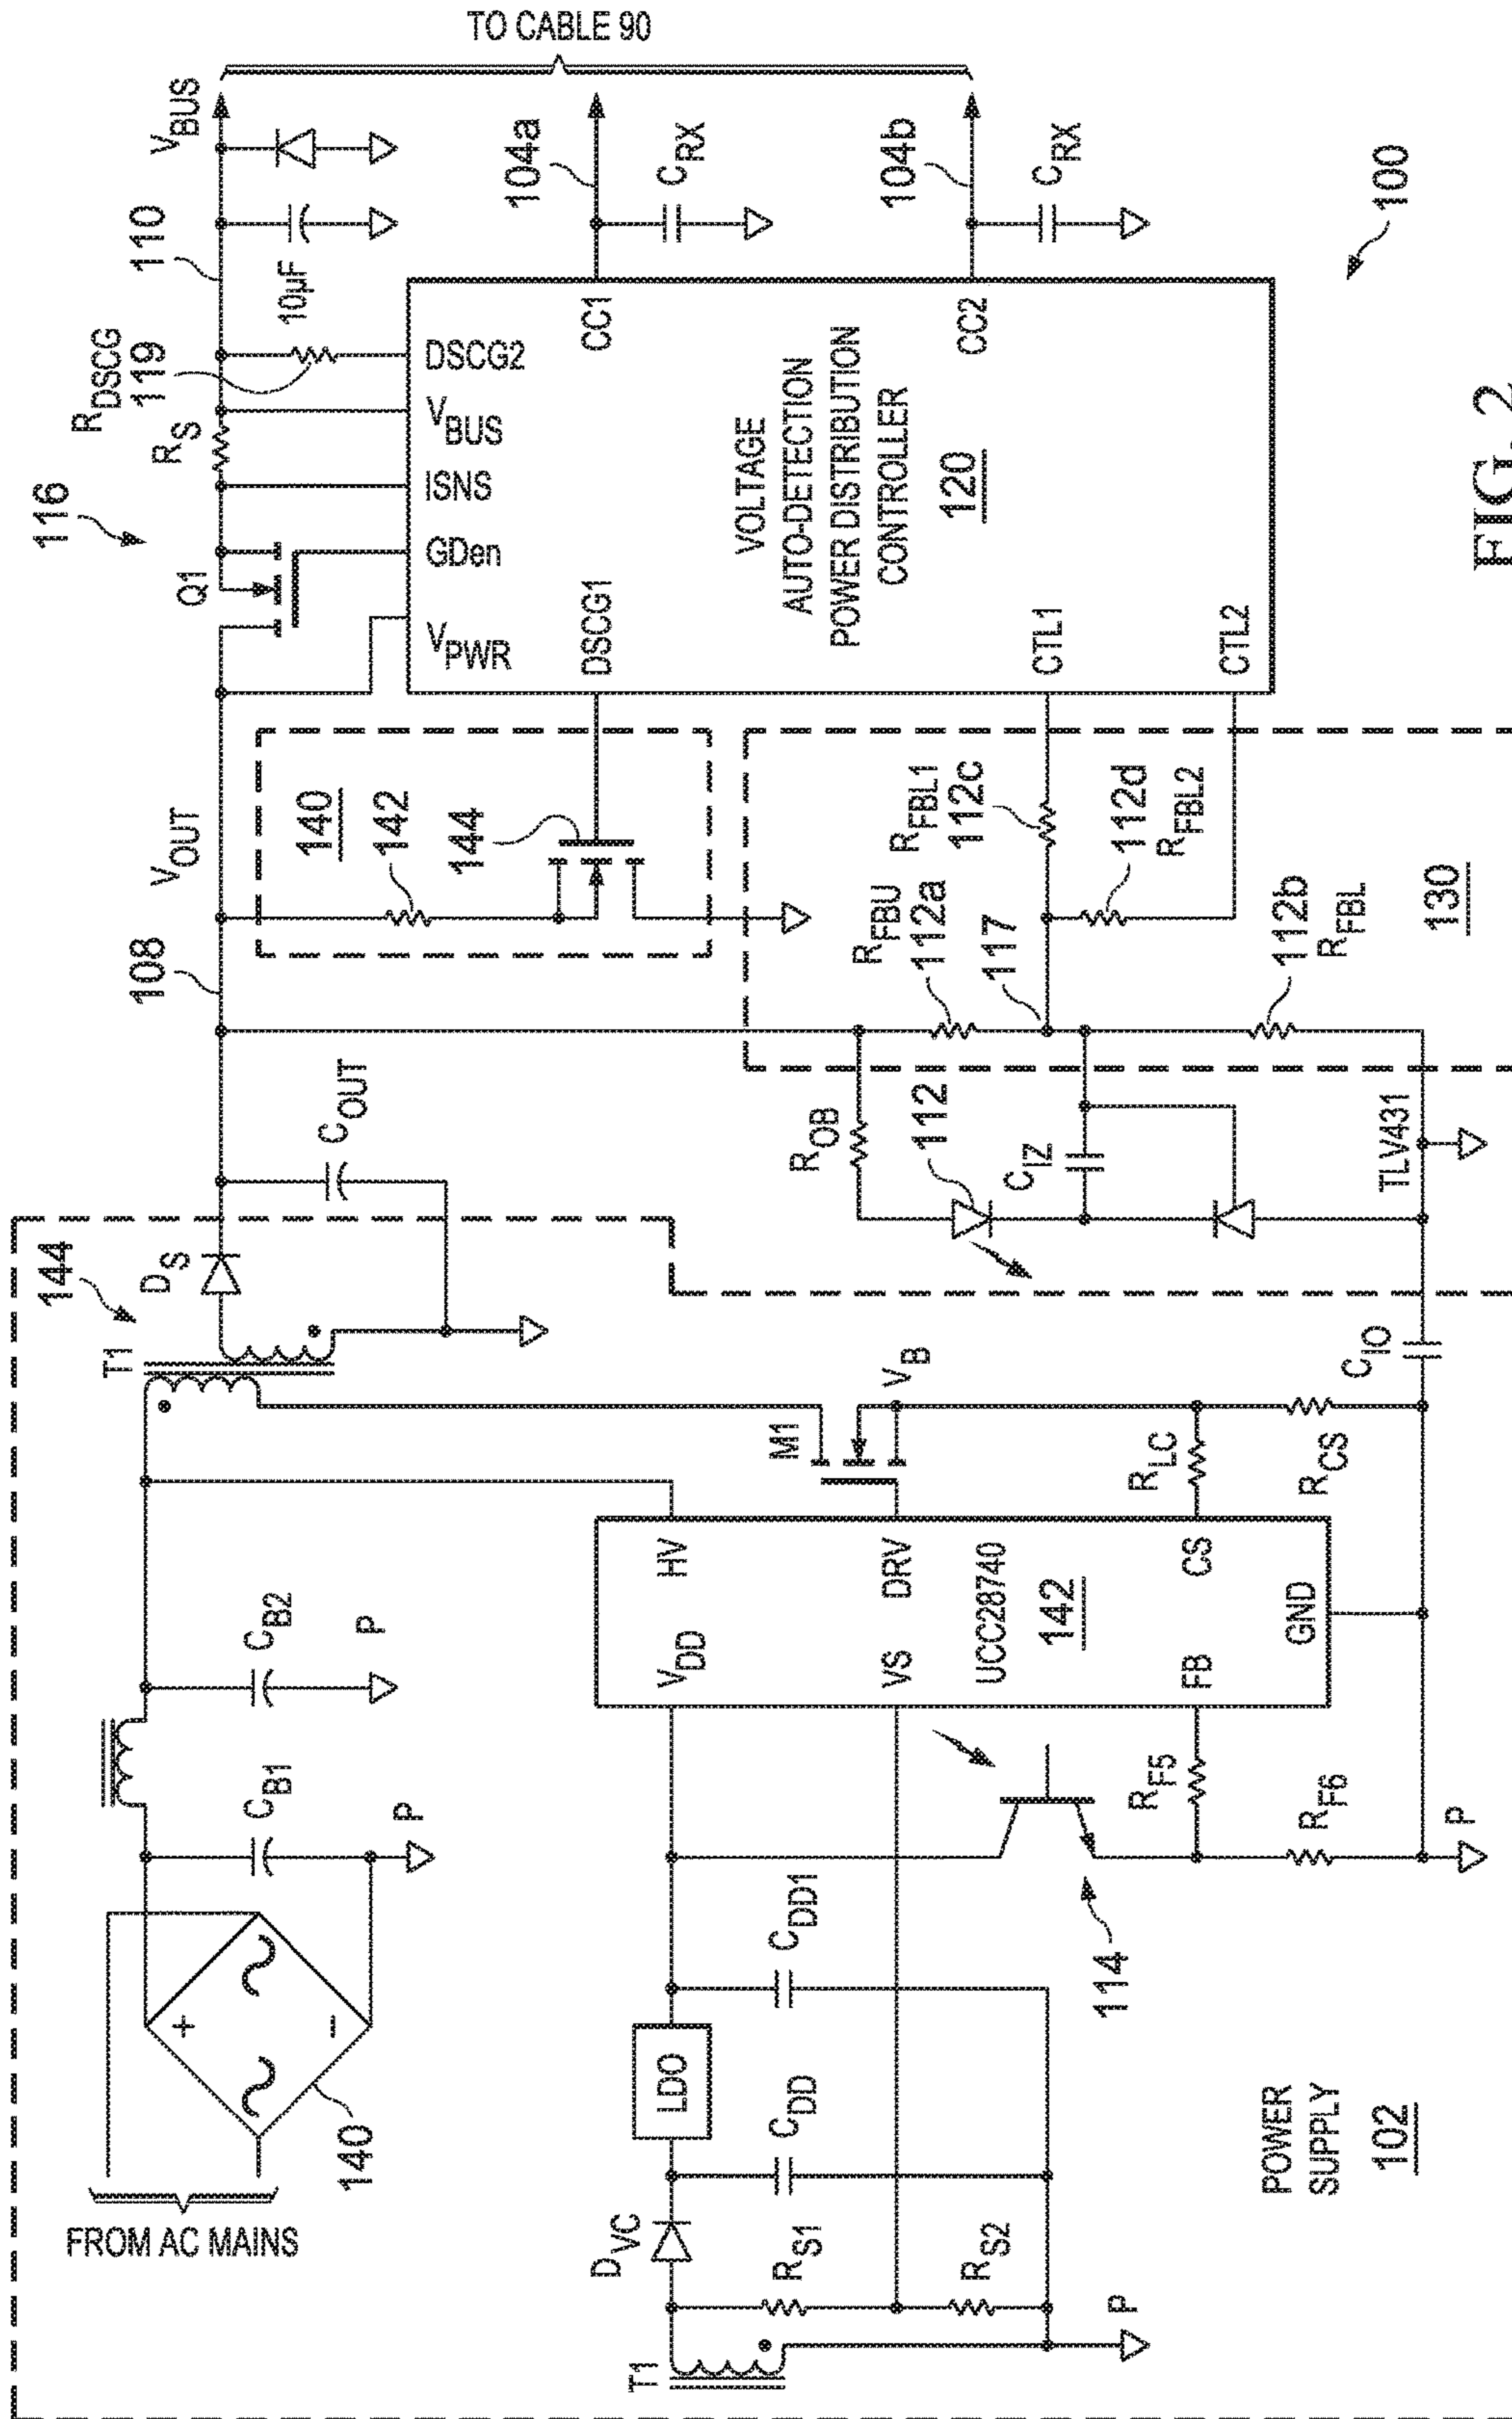 TO CABLE 90
FROM AC MAINS
140
CB1
P
CB2
P
T1
144
DS
COUT
108
VOUT
116
Q1
RS
RDSCG
119
110
10µF
VBUS
104a
CRX
104b
CRX
100
140
142
144
VPWR
GDen
ISNS
VBUS
DSCG2
DSCG1
CC1
CC2
CTL1
CTL2
VOLTAGE
AUTO-DETECTION
POWER DISTRIBUTION
CONTROLLER
120
RFBU
112a
117
RFBL1
112c
112d
RFBL2
112b
RFBL
130
ROB
112
CIZ
TLV431
M1
VB
RLC
RCS
CIO
VDD
HV
VS
DRV
UCC28740
142
FB
CS
GND
RF5
RF6
P
114
T1
DVC
LDO
CDD
CDD1
RS1
RS2
P
POWER
SUPPLY
102
FIG. 2